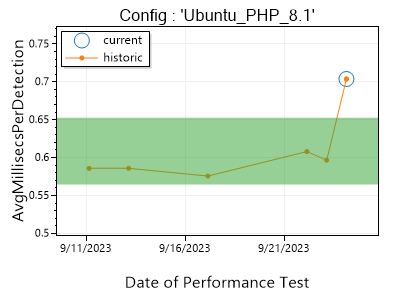 Config : 'Ubuntu_PHP_8.1'
current
historic
AvgMillisecsPerDetection
0.75
0.7
0.65
0.6
0.55
0.5
9/11/2023
9/16/2023
9/21/2023
Date of Performance Test